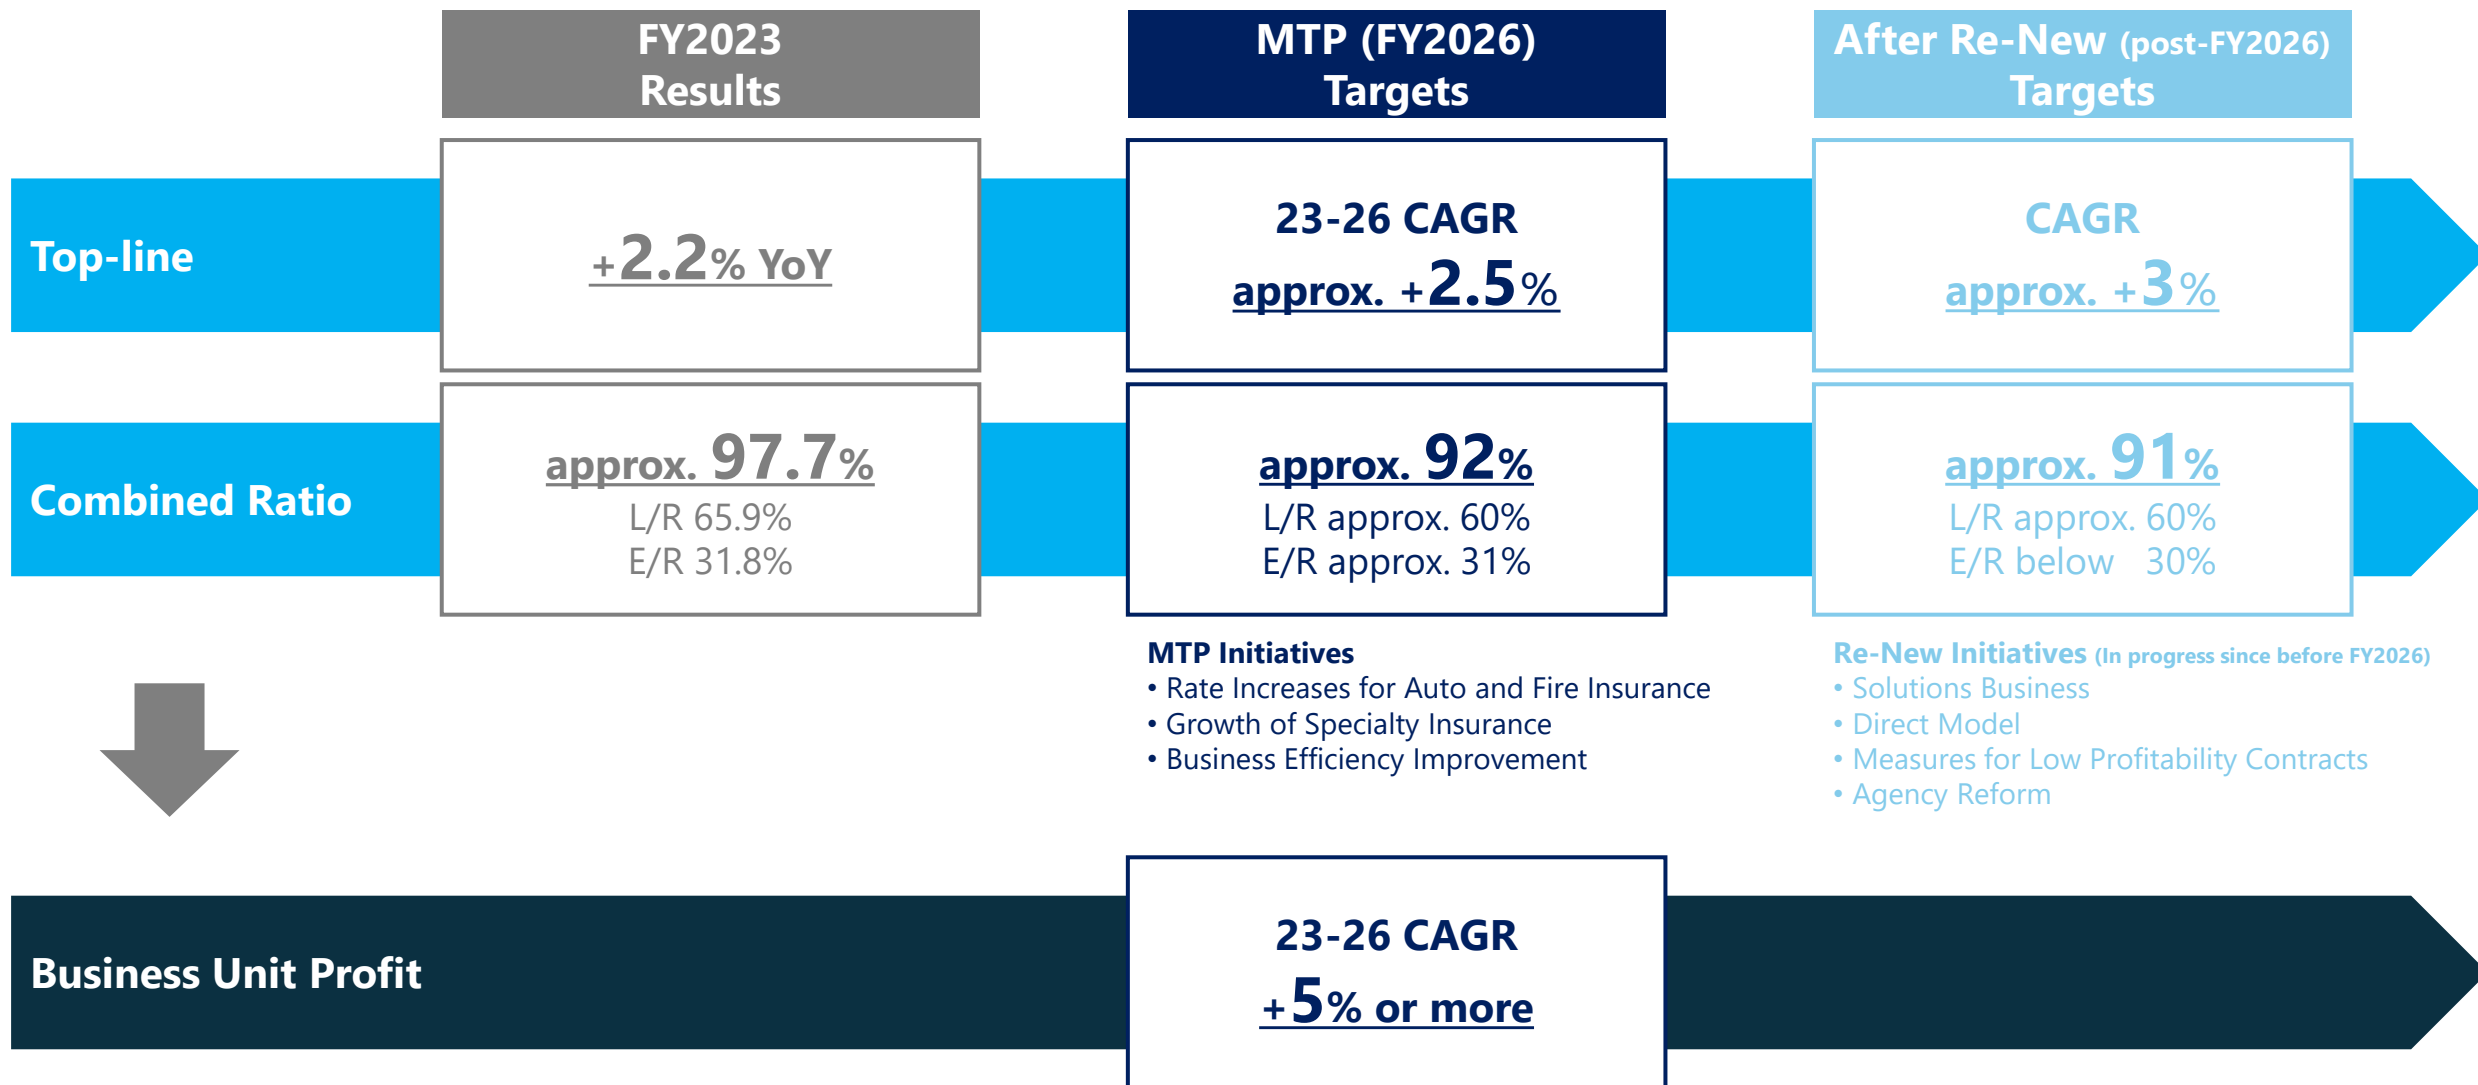 FY2023
Results
MTP (FY2026)
Targets
After Re-New (post-FY2026)
Targets
Top-line
+2.2% YoY
23-26 CAGR
approx. +2.5%
CAGR
approx. +3%
Combined Ratio
approx. 97.7%
L/R 65.9%
E/R 31.8%
approx. 92%
L/R approx. 60%
E/R approx. 31%
approx. 91%
L/R approx. 60%
E/R below 30%
MTP Initiatives
• Rate Increases for Auto and Fire Insurance
• Growth of Specialty Insurance
• Business Efficiency Improvement
Re-New Initiatives (In progress since before FY2026)
• Solutions Business
• Direct Model
• Measures for Low Profitability Contracts
• Agency Reform
Business Unit Profit
23-26 CAGR
+5% or more